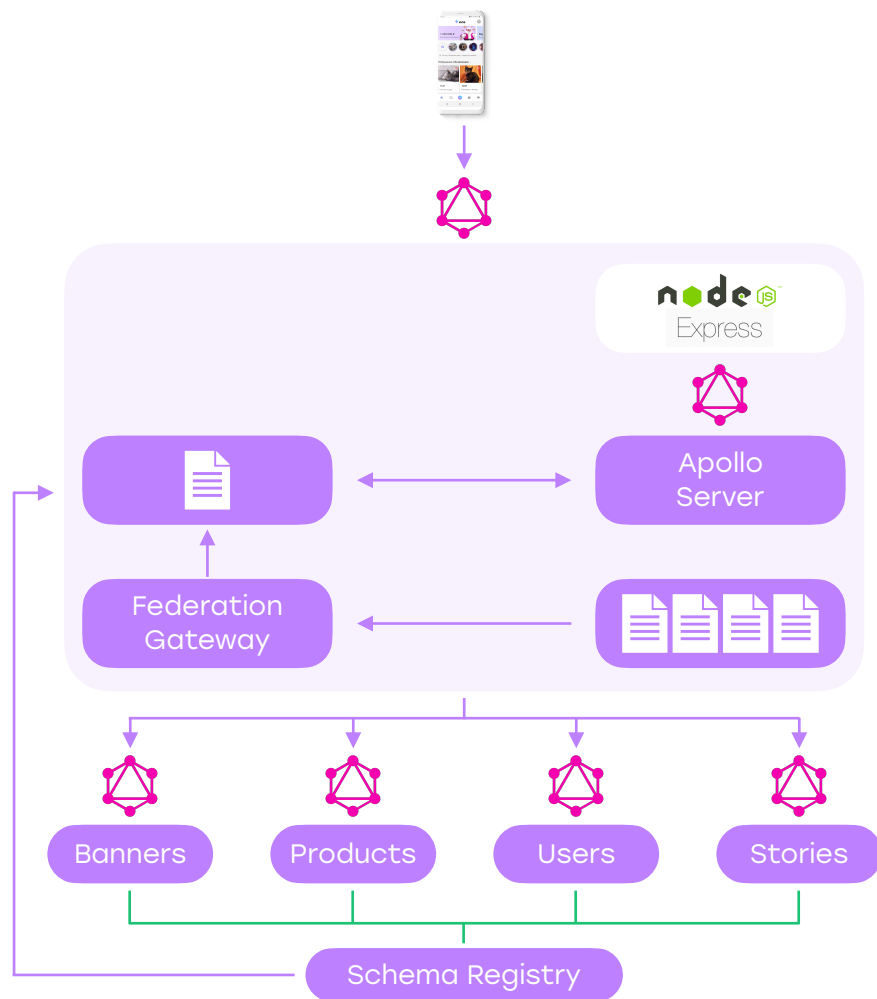 node
JS
Express
Apollo
Server
Federation
Gateway
Banners
Products
Users
Stories
Schema Registry